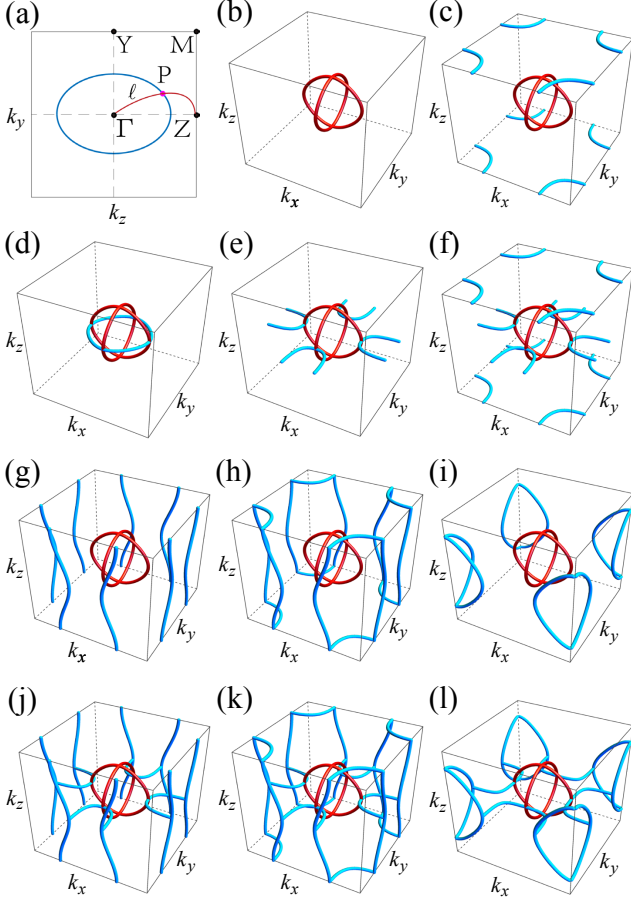 (a)
Y
M
P
ℓ
k_y
Γ
Z
k_z
(b)
k_z
k_y
k_x
(c)
k_z
k_y
k_x
(d)
k_z
k_y
k_x
(e)
k_z
k_y
k_x
(f)
k_z
k_y
k_x
(g)
k_z
k_y
k_x
(h)
k_z
k_y
k_x
(i)
k_z
k_y
k_x
(j)
k_z
k_y
k_x
(k)
k_z
k_y
k_x
(l)
k_z
k_y
k_x